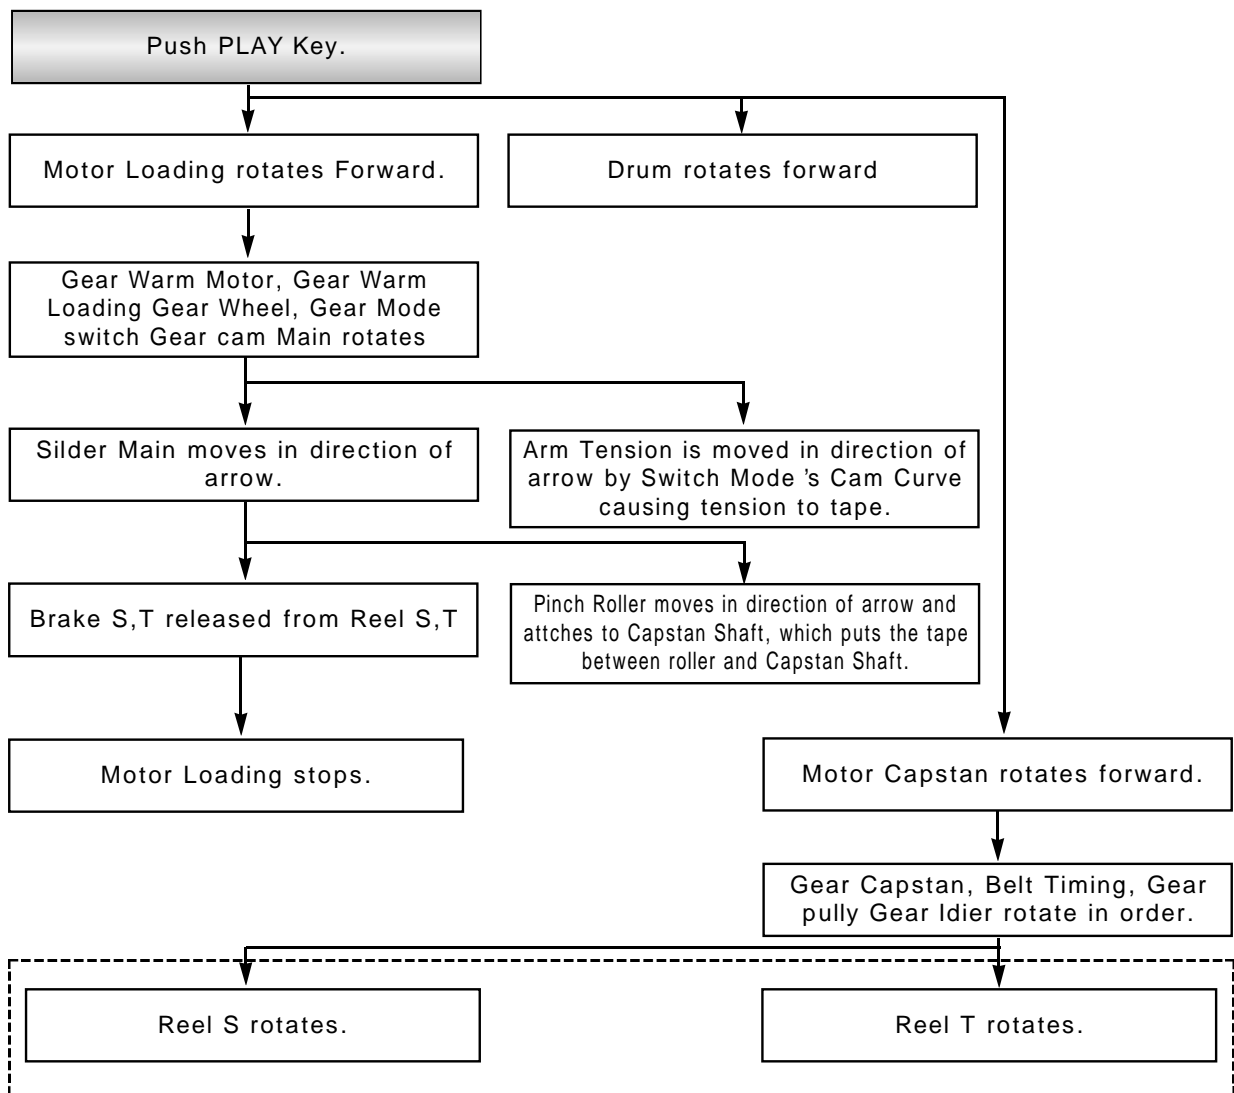 Push PLAY Key.
Motor Loading rotates Forward.
Drum rotates forward
Gear Warm Motor, Gear Warm
Loading Gear Wheel, Gear Mode
switch Gear cam Main rotates
Silder Main moves in direction of
arrow.
Arm Tension is moved in direction of
arrow by Switch Mode 's Cam Curve
causing tension to tape.
Brake S,T released from Reel S,T
Pinch Roller moves in direction of arrow and
attches to Capstan Shaft, which puts the tape
between roller and Capstan Shaft.
Motor Loading stops.
Motor Capstan rotates forward.
Gear Capstan, Belt Timing, Gear
pully Gear Idier rotate in order.
Reel S rotates.
Reel T rotates.